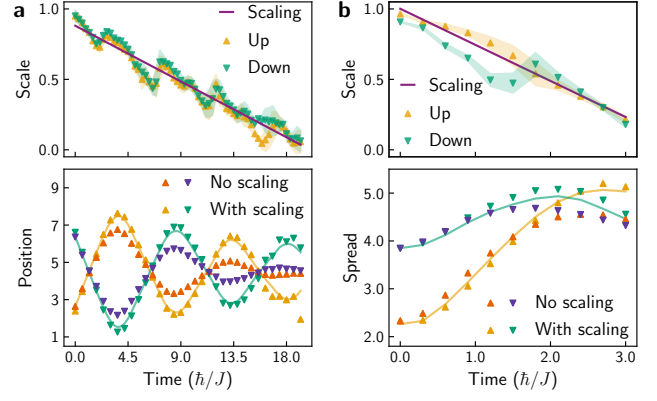 a
b
Scale
1.0
0.5
0.0
Scaling
Up
Down
Scale
1.0
0.5
0.0
Scaling
Up
Down
Position
9
7
5
3
1
No scaling
With scaling
0.0 4.5 9.0 13.5 18.0
Time (ℏ/J)
Spread
5.0
4.0
3.0
2.0
No scaling
With scaling
0.0 1.0 2.0 3.0
Time (ℏ/J)